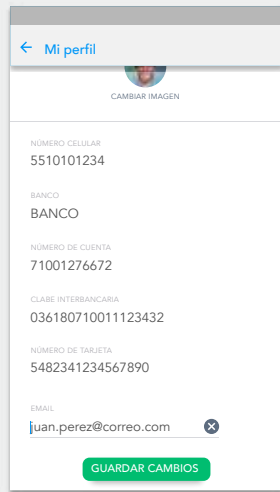 Mi perfil
CAMBIAR IMAGEN
NÚMERO CELULAR
5510101234
BANCO
BANCO
NÚMERO DE CUENTA
71001276672
CLABE INTERBANCARIA
036180710011123432
NÚMERO DE TARJETA
5482341234567890
EMAIL
juan.perez@correo.com
GUARDAR CAMBIOS